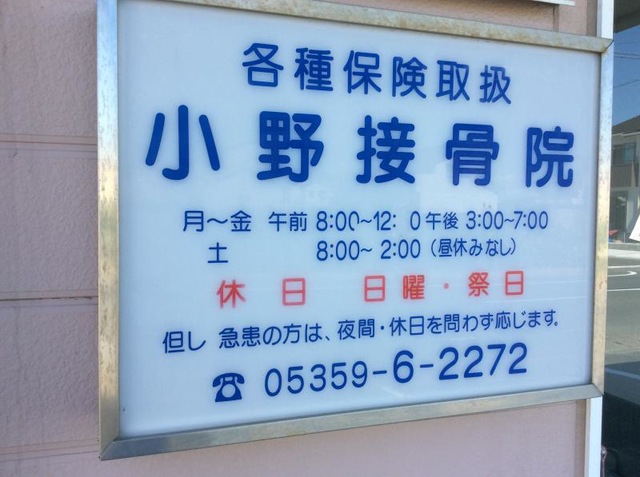 各種保険取扱
小野接骨院
月～金 午前 8:00~12: 0 午後 3:00~7:00
土 8:00~ 2:00 (昼休みなし)
休日 日曜・祭日
但し 急患の方は、夜間・休日を問わず応じます。
☎ 05359-6-2272